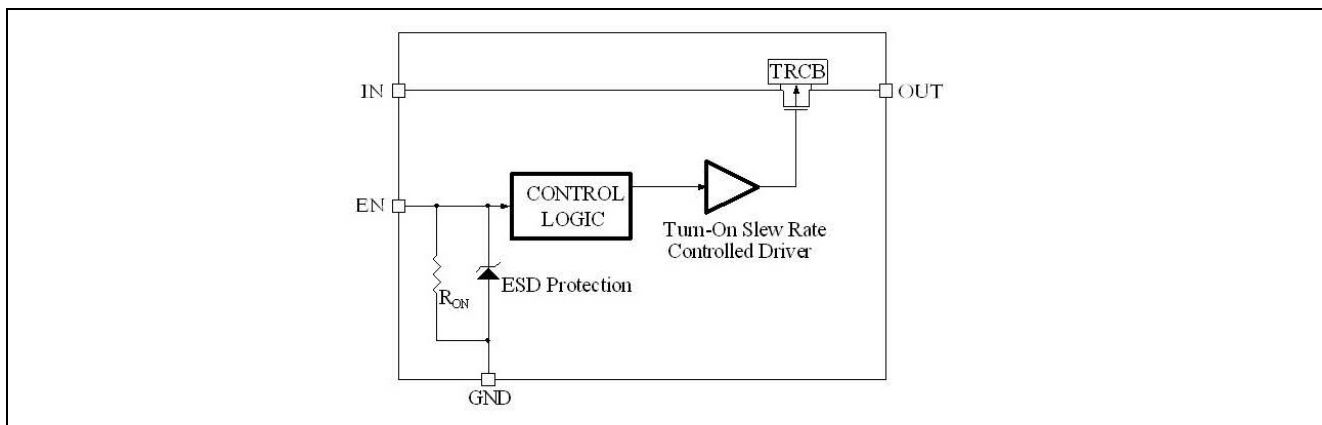 TRCB
IN
OUT
EN
CONTROL
LOGIC
Turn-On Slew Rate
Controlled Driver
RON
ESD Protection
GND